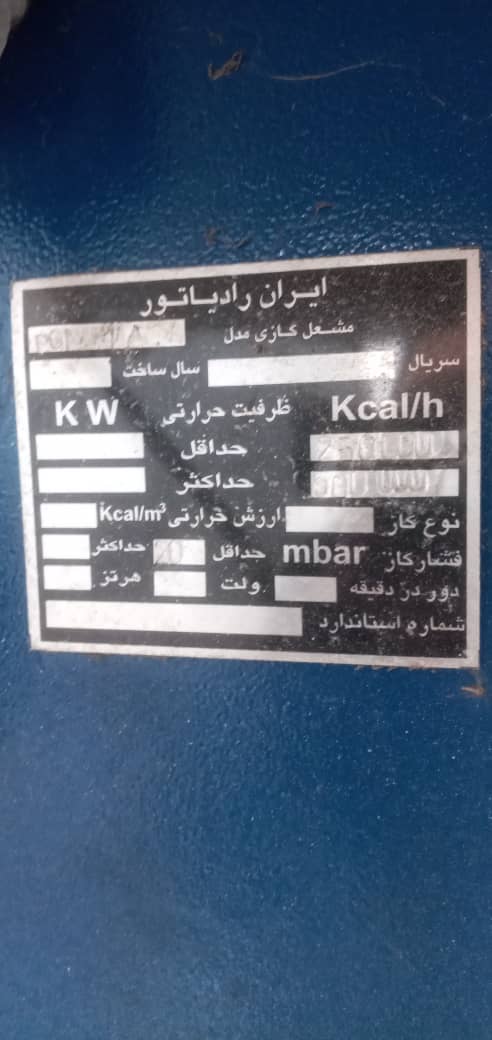 ایران رادیاتور
مشعل گازی مدل
سریال سال ساخت
Kcal/h ظرفیت حرارتی KW
حداقل
حداکثر
نوع گاز ارزش حرارتی Kcal/m³
فشار گاز mbar حداقل حداکثر
دور در دقیقه ولت هرتز
شماره استاندارد